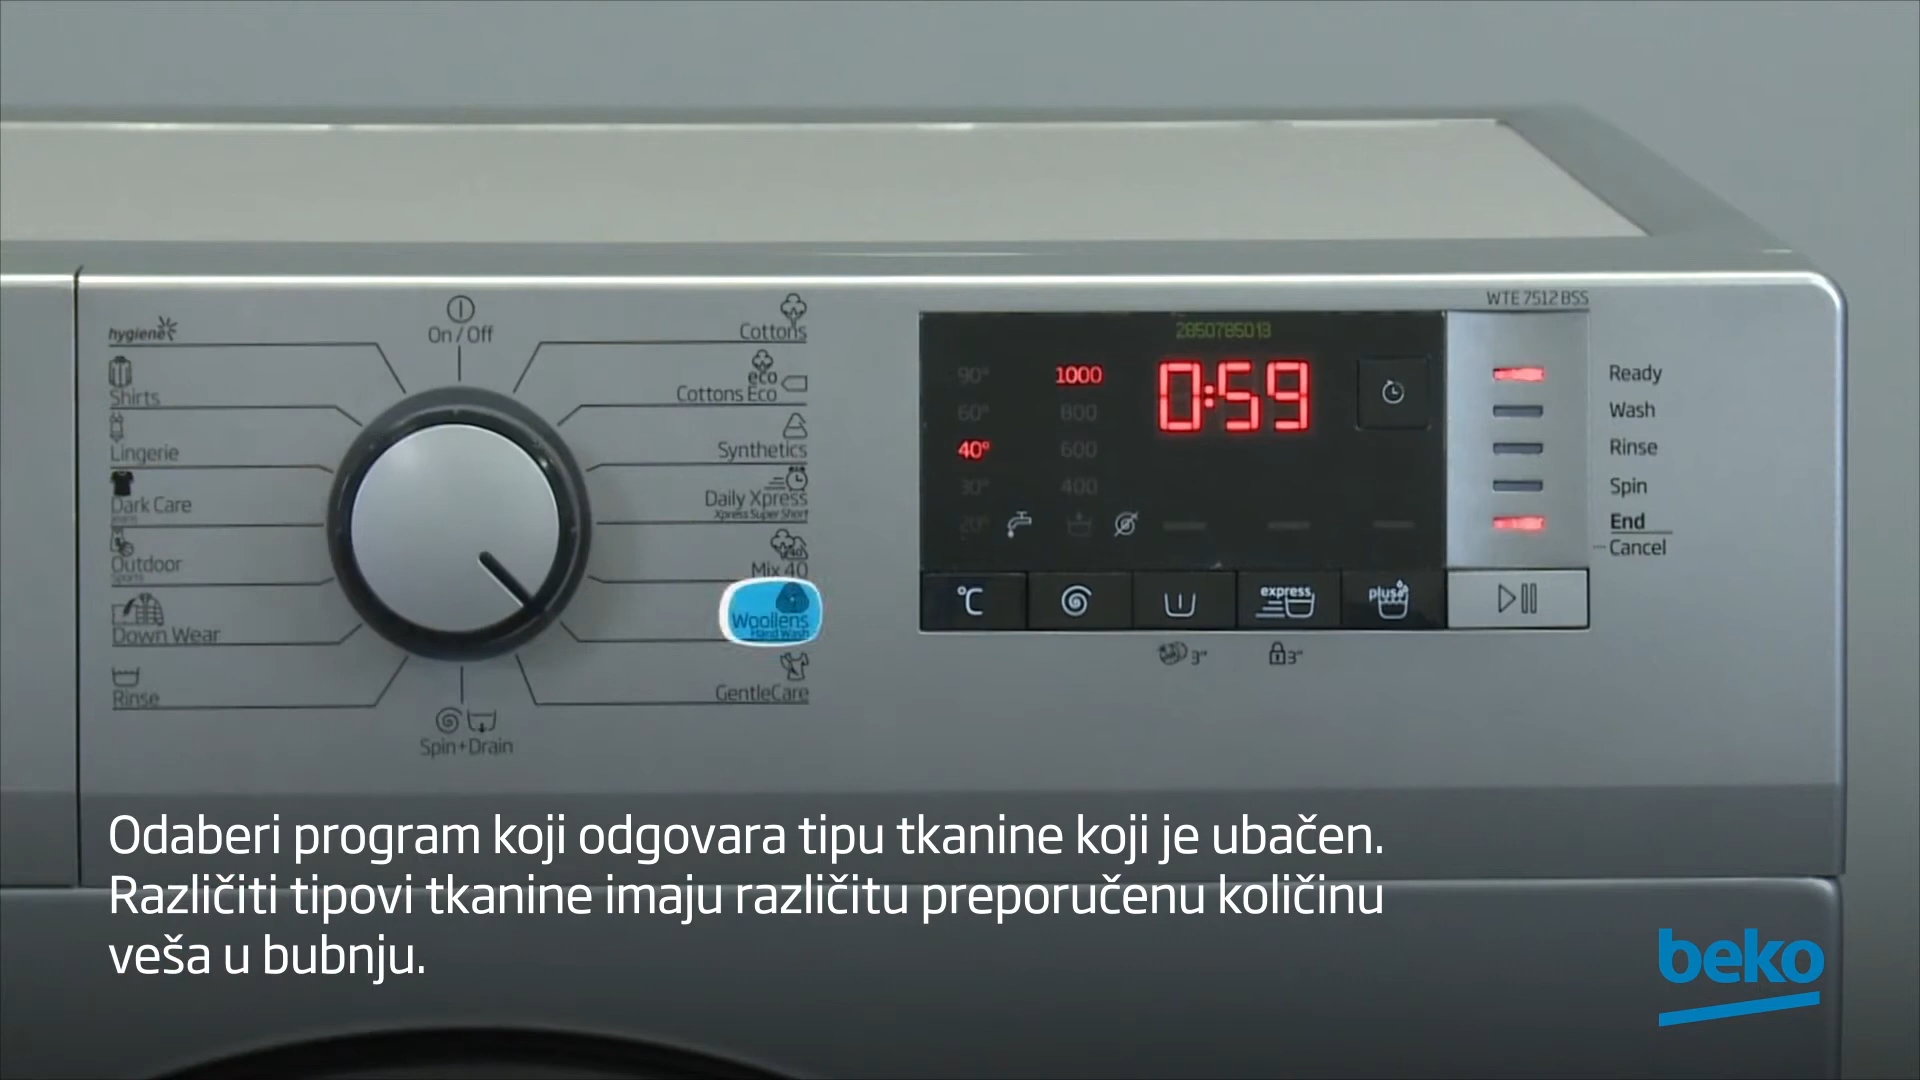 WTE 7512 BSS
hygiene
On / Off
Cottons
Shirts
eco
Cottons Eco
Lingerie
Synthetics
Dark Care
Jeans
Daily Xpress
Xpress Super Short
Outdoor
Sports
Mix 40
Down Wear
Woollens
Hand Wash
Rinse
GentleCare
Spin+Drain
2850785013
90° 1000
0:59
60° 800
40° 600
30° 400
20°
Ready
Wash
Rinse
Spin
End
Cancel
°C
express
plus
3"
3"
Odaberi program koji odgovara tipu tkanine koji je ubačen.
Različiti tipovi tkanine imaju različitu preporučenu količinu
veša u bubnju.
beko